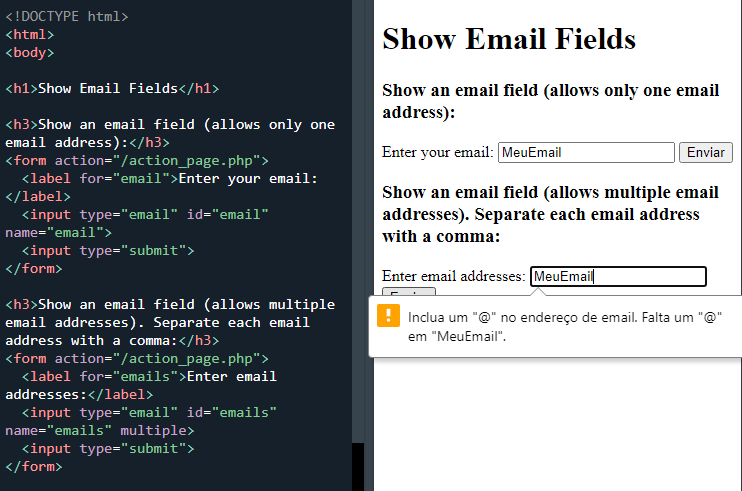 <!DOCTYPE html>
<html>
<body>
<h1>Show Email Fields</h1>
<h3>Show an email field (allows only one
email address):</h3>
<form action="/action_page.php">
<label for="email">Enter your email:
</label>
<input type="email" id="email"
name="email">
<input type="submit">
</form>
<h3>Show an email field (allows multiple
email addresses). Separate each email
address with a comma:</h3>
<form action="/action_page.php">
<label for="emails">Enter email
addresses:</label>
<input type="email" id="emails"
name="emails" multiple>
<input type="submit">
</form>
Show Email Fields
Show an email field (allows only one email
address):
Enter your email: MeuEmail Enviar
Show an email field (allows multiple email
addresses). Separate each email address
with a comma:
Enter email addresses: MeuEmail
Inclua um "@" no endereço de email. Falta um "@"
em "MeuEmail".